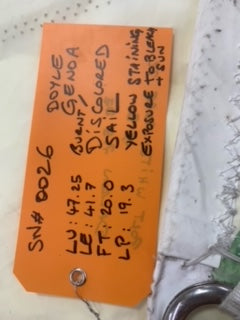 SN# 0026
DOYLE
GENOA
BURNT/
DISCOLORED
SAIL
YELLOW STAINING
EXPOSURE TO BLEACH
+ SUN
LU: 47.25
LE: 41.7
FT: 20.0
LP: 19.3